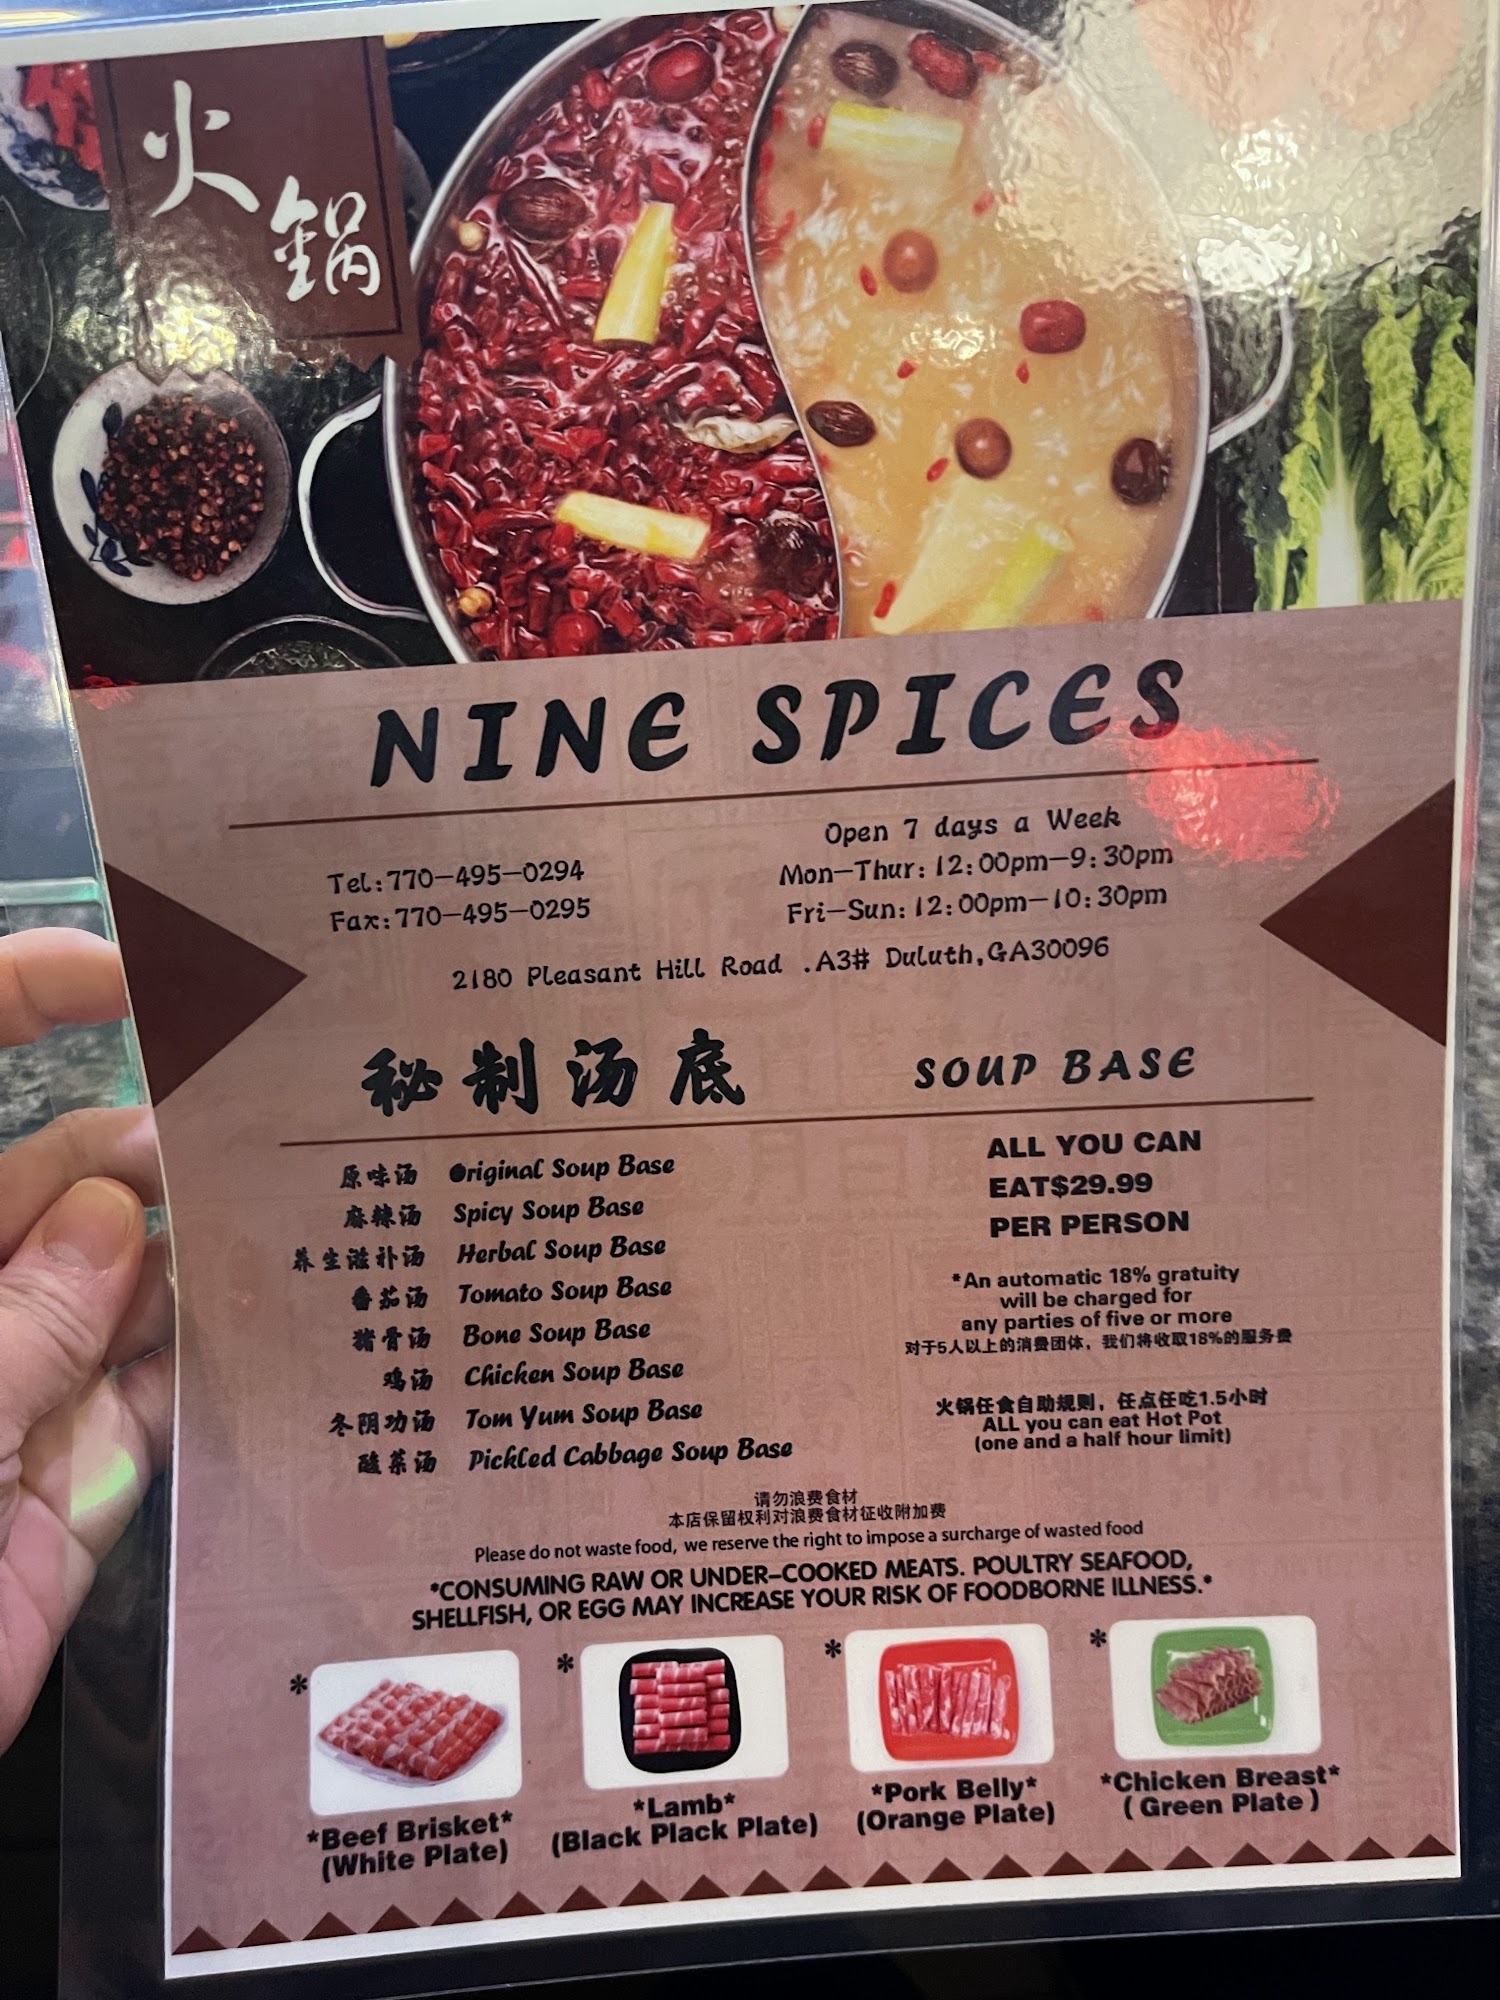 火锅
NINE SPICES
Tel:770-495-0294
Fax:770-495-0295
Open 7 days a Week
Mon-Thur:12:00pm-9:30pm
Fri-Sun:12:00pm-10:30pm
2180 Pleasant Hill Road .A3# Duluth,GA30096
秘制汤底 SOUP BASE
原味汤 Original Soup Base
麻辣汤 Spicy Soup Base
养生滋补汤 Herbal Soup Base
番茄汤 Tomato Soup Base
猪骨汤 Bone Soup Base
鸡汤 Chicken Soup Base
冬阴功汤 Tom Yum Soup Base
酸菜汤 Pickled Cabbage Soup Base
ALL YOU CAN
EAT$29.99
PER PERSON
*An automatic 18% gratuity
will be charged for
any parties of five or more
对于5人以上的消费团体，我们将收取18%的服务费
火锅任食自助规则，任点任吃1.5小时
ALL you can eat Hot Pot
(one and a half hour limit)
请勿浪费食材
本店保留权利对浪费食材征收附加费
Please do not waste food, we reserve the right to impose a surcharge of wasted food
*CONSUMING RAW OR UNDER-COOKED MEATS. POULTRY SEAFOOD,
SHELLFISH, OR EGG MAY INCREASE YOUR RISK OF FOODBORNE ILLNESS.*
* * * *
*Beef Brisket*
(White Plate)
*Lamb*
(Black Plack Plate)
*Pork Belly*
(Orange Plate)
*Chicken Breast*
( Green Plate )